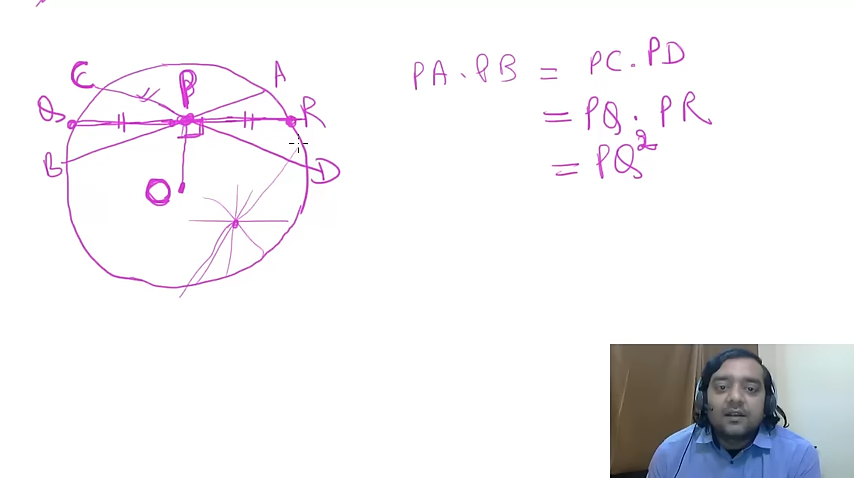 C
P
A
Q
R
B
D
O
PA.PB = PC.PD
= PQ.PR
= PQ²